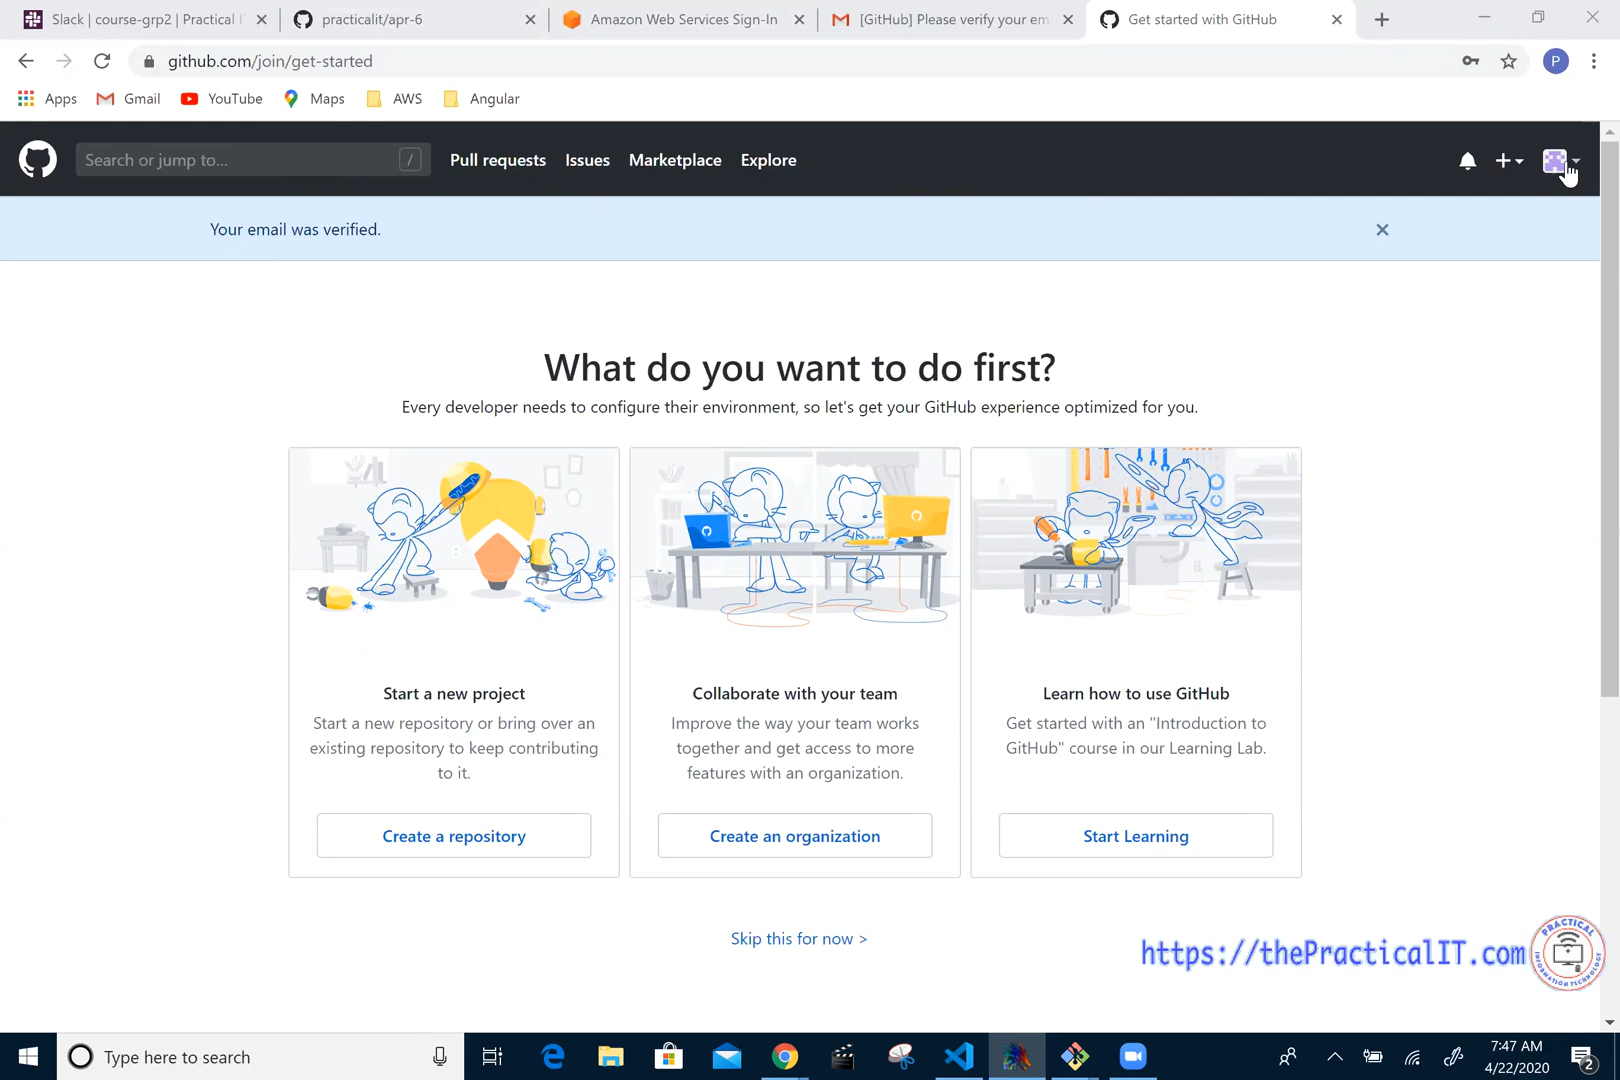 Slack | course-grp2 | Practical I
practicalit/apr-6
Amazon Web Services Sign-In
[GitHub] Please verify your em
Get started with GitHub
github.com/join/get-started
P
Apps
Gmail
YouTube
Maps
AWS
Angular
Search or jump to...
/
Pull requests
Issues
Marketplace
Explore
Your email was verified.
What do you want to do first?
Every developer needs to configure their environment, so let's get your GitHub experience optimized for you.
Start a new project
Start a new repository or bring over an
existing repository to keep contributing
to it.
Create a repository
Collaborate with your team
Improve the way your team works
together and get access to more
features with an organization.
Create an organization
Learn how to use GitHub
Get started with an "Introduction to
GitHub" course in our Learning Lab.
Start Learning
Skip this for now >
https://thePracticalIT.com
PRACTICAL
INFORMATION TECHNOLOGY
Type here to search
7:47 AM
4/22/2020
2